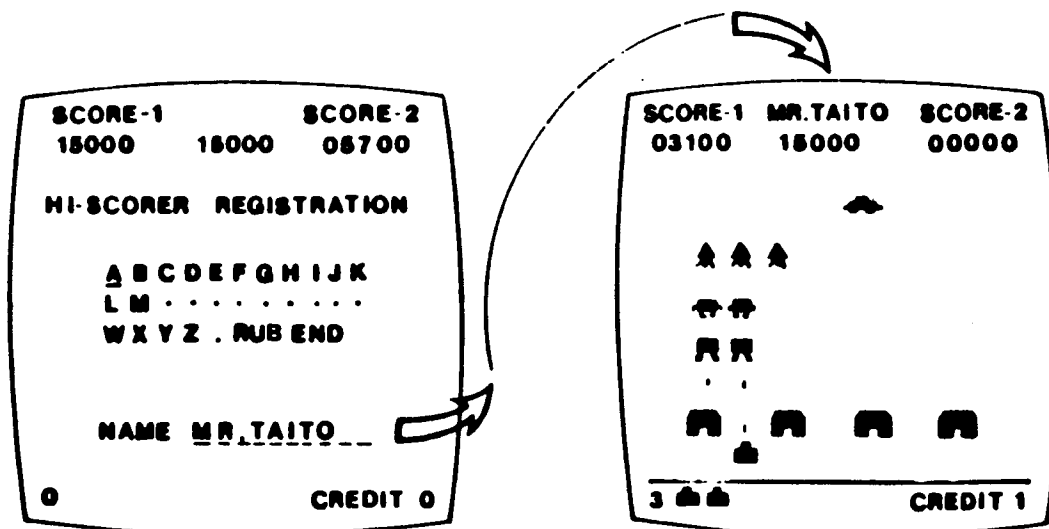 SCORE-1 SCORE-2
15000 15000 05700
HI-SCORER REGISTRATION
A B C D E F G H I J K
L M · · · · · · · · ·
W X Y Z . RUB END
NAME MR.TAITO
0 CREDIT 0
SCORE-1 MR.TAITO SCORE-2
03100 15000 00000
3 CREDIT 1